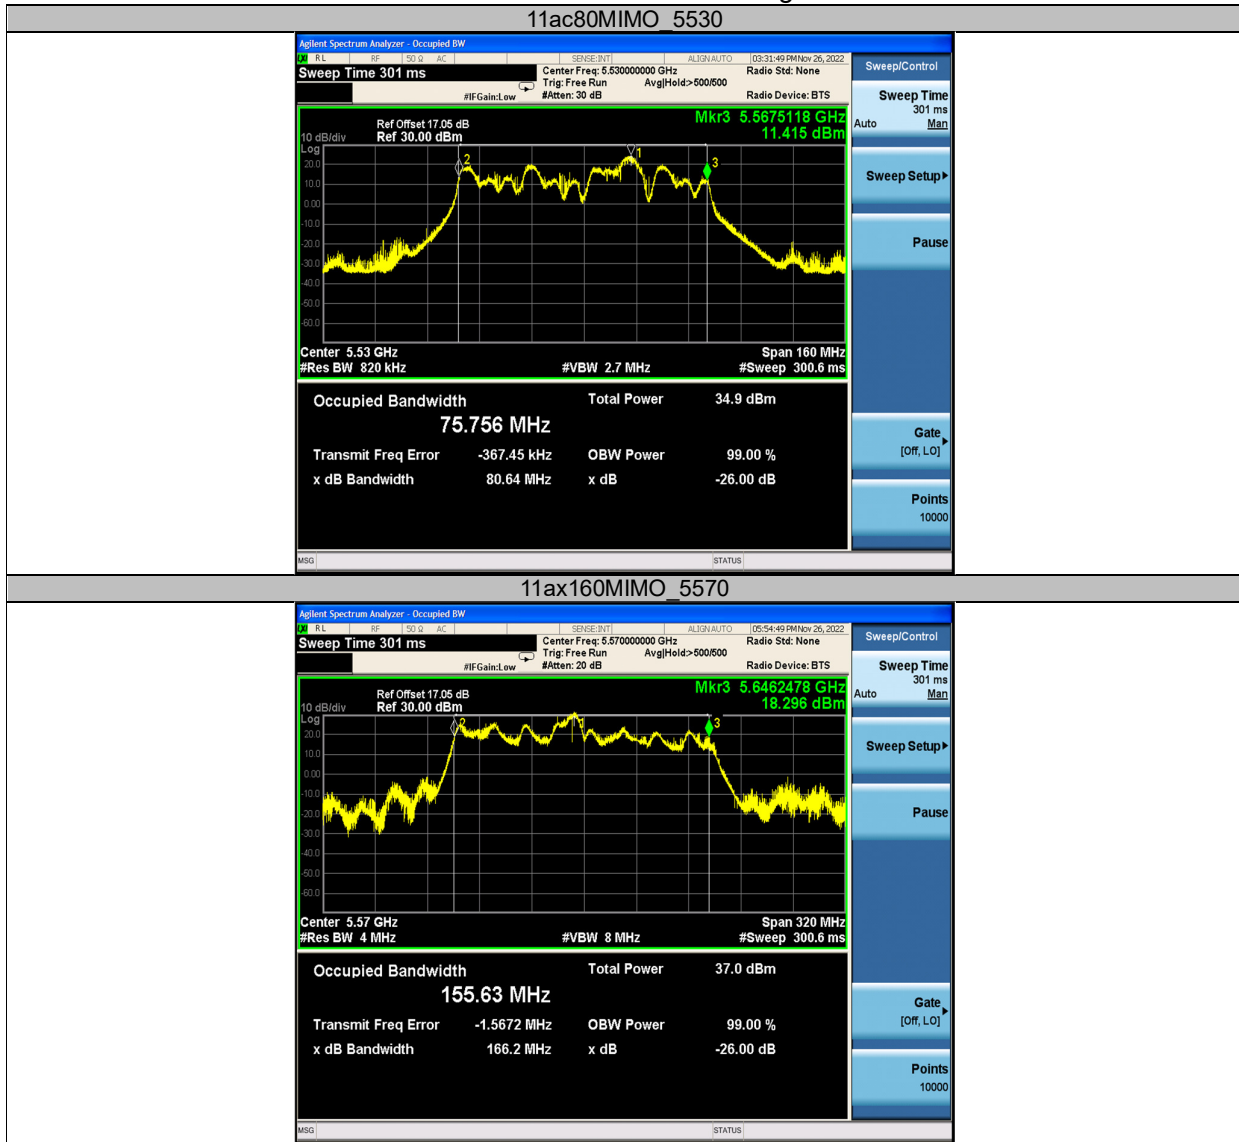 11ac80MIMO_5530
Agilent Spectrum Analyzer - Occupied BW
LXI RL RF 50 Ω AC SENSE:INT ALIGN AUTO 03:31:49 PM Nov 26, 2022
Sweep Time 301 ms
Center Freq: 5.530000000 GHz Radio Std: None
Trig: Free Run Avg|Hold:>500/500
#IFGain:Low #Atten: 30 dB Radio Device: BTS
Sweep/Control
Sweep Time
301 ms
Auto Man
Sweep Setup
Pause
Gate
[Off, LO]
Points
10000
Mkr3 5.5675118 GHz
11.415 dBm
Ref Offset 17.05 dB
10 dB/div Ref 30.00 dBm
Log
20.0
10.0
0.00
-10.0
-20.0
-30.0
-40.0
-50.0
-60.0
2
1
3
Center 5.53 GHz Span 160 MHz
#Res BW 820 kHz #VBW 2.7 MHz #Sweep 300.6 ms
Occupied Bandwidth Total Power 34.9 dBm
75.756 MHz
Transmit Freq Error -367.45 kHz OBW Power 99.00 %
x dB Bandwidth 80.64 MHz x dB -26.00 dB
MSG STATUS
11ax160MIMO_5570
Agilent Spectrum Analyzer - Occupied BW
LXI RL RF 50 Ω AC SENSE:INT ALIGN AUTO 05:54:49 PM Nov 26, 2022
Sweep Time 301 ms
Center Freq: 5.570000000 GHz Radio Std: None
Trig: Free Run Avg|Hold:>500/500
#IFGain:Low #Atten: 20 dB Radio Device: BTS
Sweep/Control
Sweep Time
301 ms
Auto Man
Sweep Setup
Pause
Gate
[Off, LO]
Points
10000
Mkr3 5.6462478 GHz
18.296 dBm
Ref Offset 17.05 dB
10 dB/div Ref 30.00 dBm
Log
20.0
10.0
0.00
-10.0
-20.0
-30.0
-40.0
-50.0
-60.0
2
1
3
Center 5.57 GHz Span 320 MHz
#Res BW 4 MHz #VBW 8 MHz #Sweep 300.6 ms
Occupied Bandwidth Total Power 37.0 dBm
155.63 MHz
Transmit Freq Error -1.5672 MHz OBW Power 99.00 %
x dB Bandwidth 166.2 MHz x dB -26.00 dB
MSG STATUS